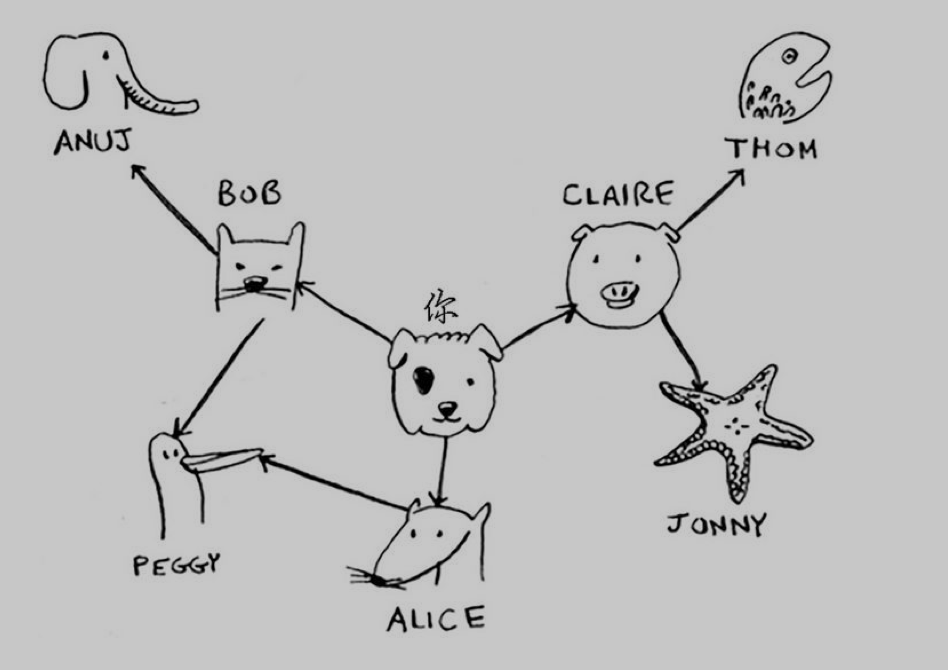 ANUJ
THOM
BOB
CLAIRE
你
JONNY
PEGGY
ALICE